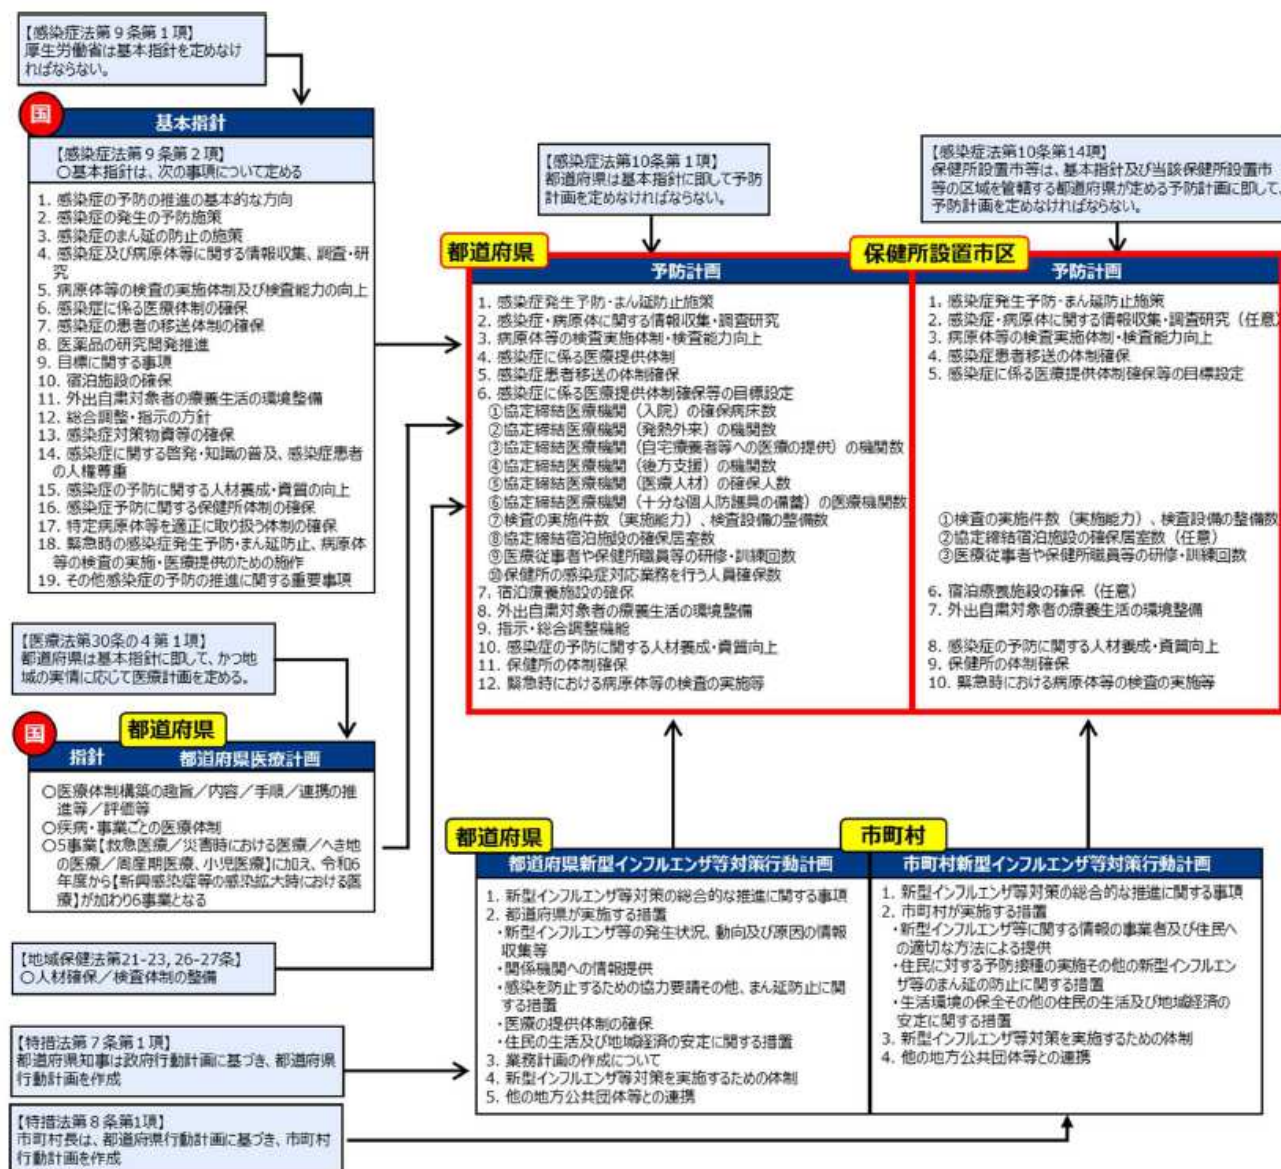 【感染症法第９条第１項】
厚生労働省は基本指針を定めなけ
ればならない。
国
基本指針
【感染症法第９条第２項】
○基本指針は、次の事項について定める
1. 感染症の予防の推進の基本的な方向
2. 感染症の発生の予防施策
3. 感染症のまん延の防止の施策
4. 感染症及び病原体等に関する情報収集、調査・研
究
5. 病原体等の検査の実施体制及び検査能力の向上
6. 感染症に係る医療体制の確保
7. 感染症の患者の移送体制の確保
8. 医薬品の研究開発推進
9. 目標に関する事項
10. 宿泊施設の確保
11. 外出自粛対象者の療養生活の環境整備
12. 総合調整・指示の方針
13. 感染症対策物資等の確保
14. 感染症に関する啓発・知識の普及、感染症患者
の人権尊重
15. 感染症の予防に関する人材養成・資質の向上
16. 感染症予防に関する保健所体制の確保
17. 特定病原体等を適正に取り扱う体制の確保
18. 緊急時の感染症発生予防・まん延防止、病原体
等の検査の実施・医療提供のための施作
19. その他感染症の予防の推進に関する重要事項
【医療法第30条の４第１項】
都道府県は基本指針に即して、かつ地
域の実情に応じて医療計画を定める。
国
都道府県
指針 都道府県医療計画
○医療体制構築の趣旨／内容／手順／連携の推
進等／評価等
○疾病・事業ごとの医療体制
○5事業【救急医療／災害時における医療／へき地
の医療／周産期医療、小児医療】に加え、令和6
年度から【新興感染症等の感染拡大時における医
療】が加わり6事業となる
【地域保健法第21-23, 26-27条】
○人材確保／検査体制の整備
【特措法第７条第１項】
都道府県知事は政府行動計画に基づき、都道府県
行動計画を作成
【特措法第８条第1項】
市町村長は、都道府県行動計画に基づき、市町村
行動計画を作成
【感染症法第10条第１項】
都道府県は基本指針に即して予防
計画を定めなければならない。
都道府県
予防計画
1. 感染症発生予防・まん延防止施策
2. 感染症・病原体に関する情報収集・調査研究
3. 病原体等の検査実施体制・検査能力向上
4. 感染症に係る医療提供体制
5. 感染症患者移送の体制確保
6. 感染症に係る医療提供体制確保等の目標設定
①協定締結医療機関（入院）の確保病床数
②協定締結医療機関（発熱外来）の機関数
③協定締結医療機関（自宅療養者等への医療の提供）の機関数
④協定締結医療機関（後方支援）の機関数
⑤協定締結医療機関（医療人材）の確保人数
⑥協定締結医療機関（十分な個人防護具の備蓄）の医療機関数
⑦検査の実施件数（実施能力）、検査設備の整備数
⑧協定締結宿泊施設の確保居室数
⑨医療従事者や保健所職員等の研修・訓練回数
⑩保健所の感染症対応業務を行う人員確保数
7. 宿泊療養施設の確保
8. 外出自粛対象者の療養生活の環境整備
9. 指示・総合調整機能
10. 感染症の予防に関する人材養成・資質向上
11. 保健所の体制確保
12. 緊急時における病原体等の検査の実施等
【感染症法第10条第14項】
保健所設置市等は、基本指針及び当該保健所設置市
等の区域を管轄する都道府県が定める予防計画に即して、
予防計画を定めなければならない。
保健所設置市区
予防計画
1. 感染症発生予防・まん延防止施策
2. 感染症・病原体に関する情報収集・調査研究（任意）
3. 病原体等の検査実施体制・検査能力向上
4. 感染症患者移送の体制確保
5. 感染症に係る医療提供体制確保等の目標設定
①検査の実施件数（実施能力）、検査設備の整備数
②協定締結宿泊施設の確保居室数（任意）
③医療従事者や保健所職員等の研修・訓練回数
6. 宿泊療養施設の確保（任意）
7. 外出自粛対象者の療養生活の環境整備
8. 感染症の予防に関する人材養成・資質向上
9. 保健所の体制確保
10. 緊急時における病原体等の検査の実施等
都道府県
都道府県新型インフルエンザ等対策行動計画
1. 新型インフルエンザ等対策の総合的な推進に関する事項
2. 都道府県が実施する措置
・新型インフルエンザ等の発生状況、動向及び原因の情報
収集等
・関係機関への情報提供
・感染を防止するための協力要請その他、まん延防止に関
する措置
・医療の提供体制の確保
・住民の生活及び地域経済の安定に関する措置
3. 業務計画の作成について
4. 新型インフルエンザ等対策を実施するための体制
5. 他の地方公共団体等との連携
市町村
市町村新型インフルエンザ等対策行動計画
1. 新型インフルエンザ等対策の総合的な推進に関する事項
2. 市町村が実施する措置
・新型インフルエンザ等に関する情報の事業者及び住民へ
の適切な方法による提供
・住民に対する予防接種の実施その他の新型インフルエン
ザ等のまん延の防止に関する措置
・生活環境の保全その他の住民の生活及び地域経済の
安定に関する措置
3. 新型インフルエンザ等対策を実施するための体制
4. 他の地方公共団体等との連携